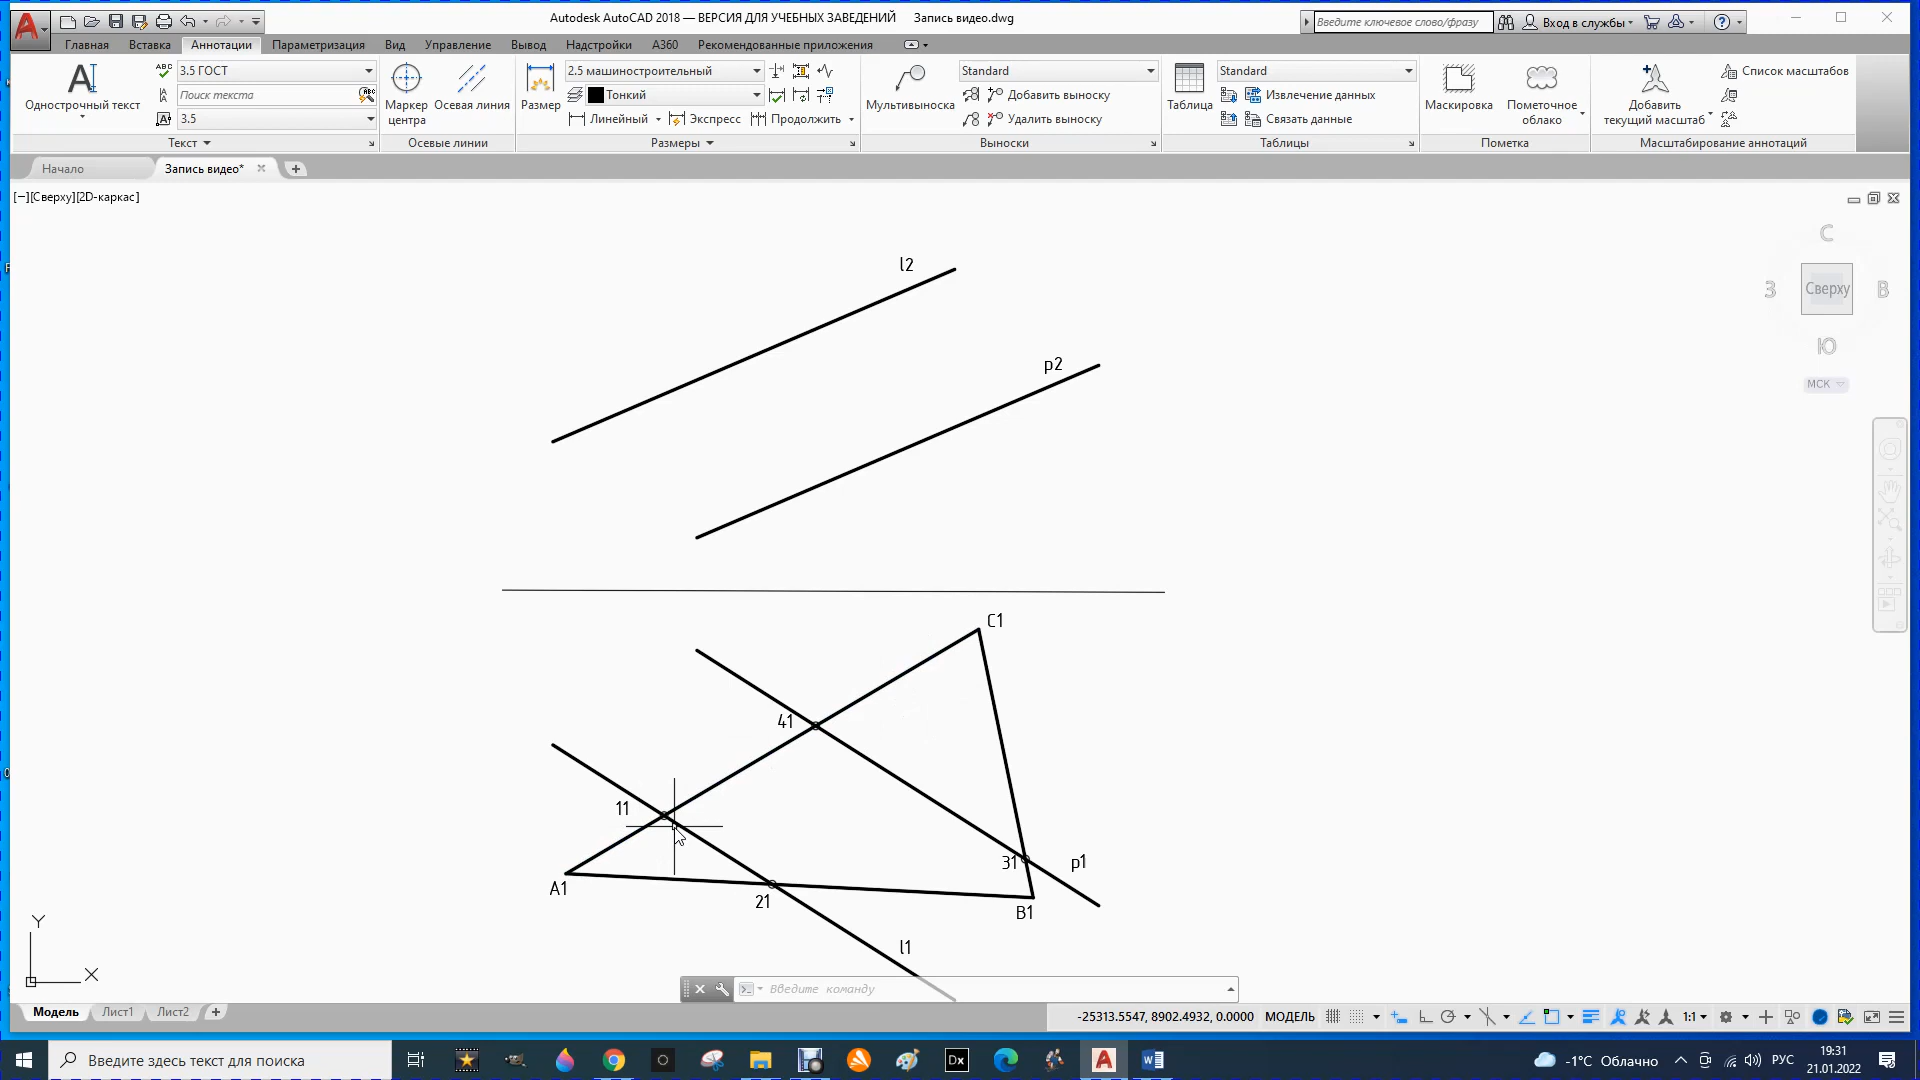 Autodesk AutoCAD 2018 — ВЕРСИЯ ДЛЯ УЧЕБНЫХ ЗАВЕДЕНИЙ Запись видео.dwg
Введите ключевое слово/фразу
Вход в службы
Главная Вставка Аннотации Параметризация Вид Управление Вывод Надстройки A360 Рекомендованные приложения
Однострочный текст
3.5 ГОСТ
Поиск текста
3.5
Текст
Маркер центра
Осевая линия
Осевые линии
Размер
2.5 машиностроительный
Тонкий
Линейный Экспресс Продолжить
Размеры
Мультивыноска
Standard
Добавить выноску
Удалить выноску
Выноски
Таблица
Standard
Извлечение данных
Связать данные
Таблицы
Маскировка
Пометочное облако
Пометка
Добавить текущий масштаб
Список масштабов
Масштабирование аннотаций
Начало Запись видео*
[−][Сверху][2D-каркас]
С
З Сверху В
Ю
МСК
l2
p2
C1
41
11
31 p1
A1
21
B1
l1
Y
X
Введите команду
Модель Лист1 Лист2
-25313.5547, 8902.4932, 0.0000 МОДЕЛЬ 1:1
Введите здесь текст для поиска
Dx
-1°C Облачно
РУС
19:31
21.01.2022